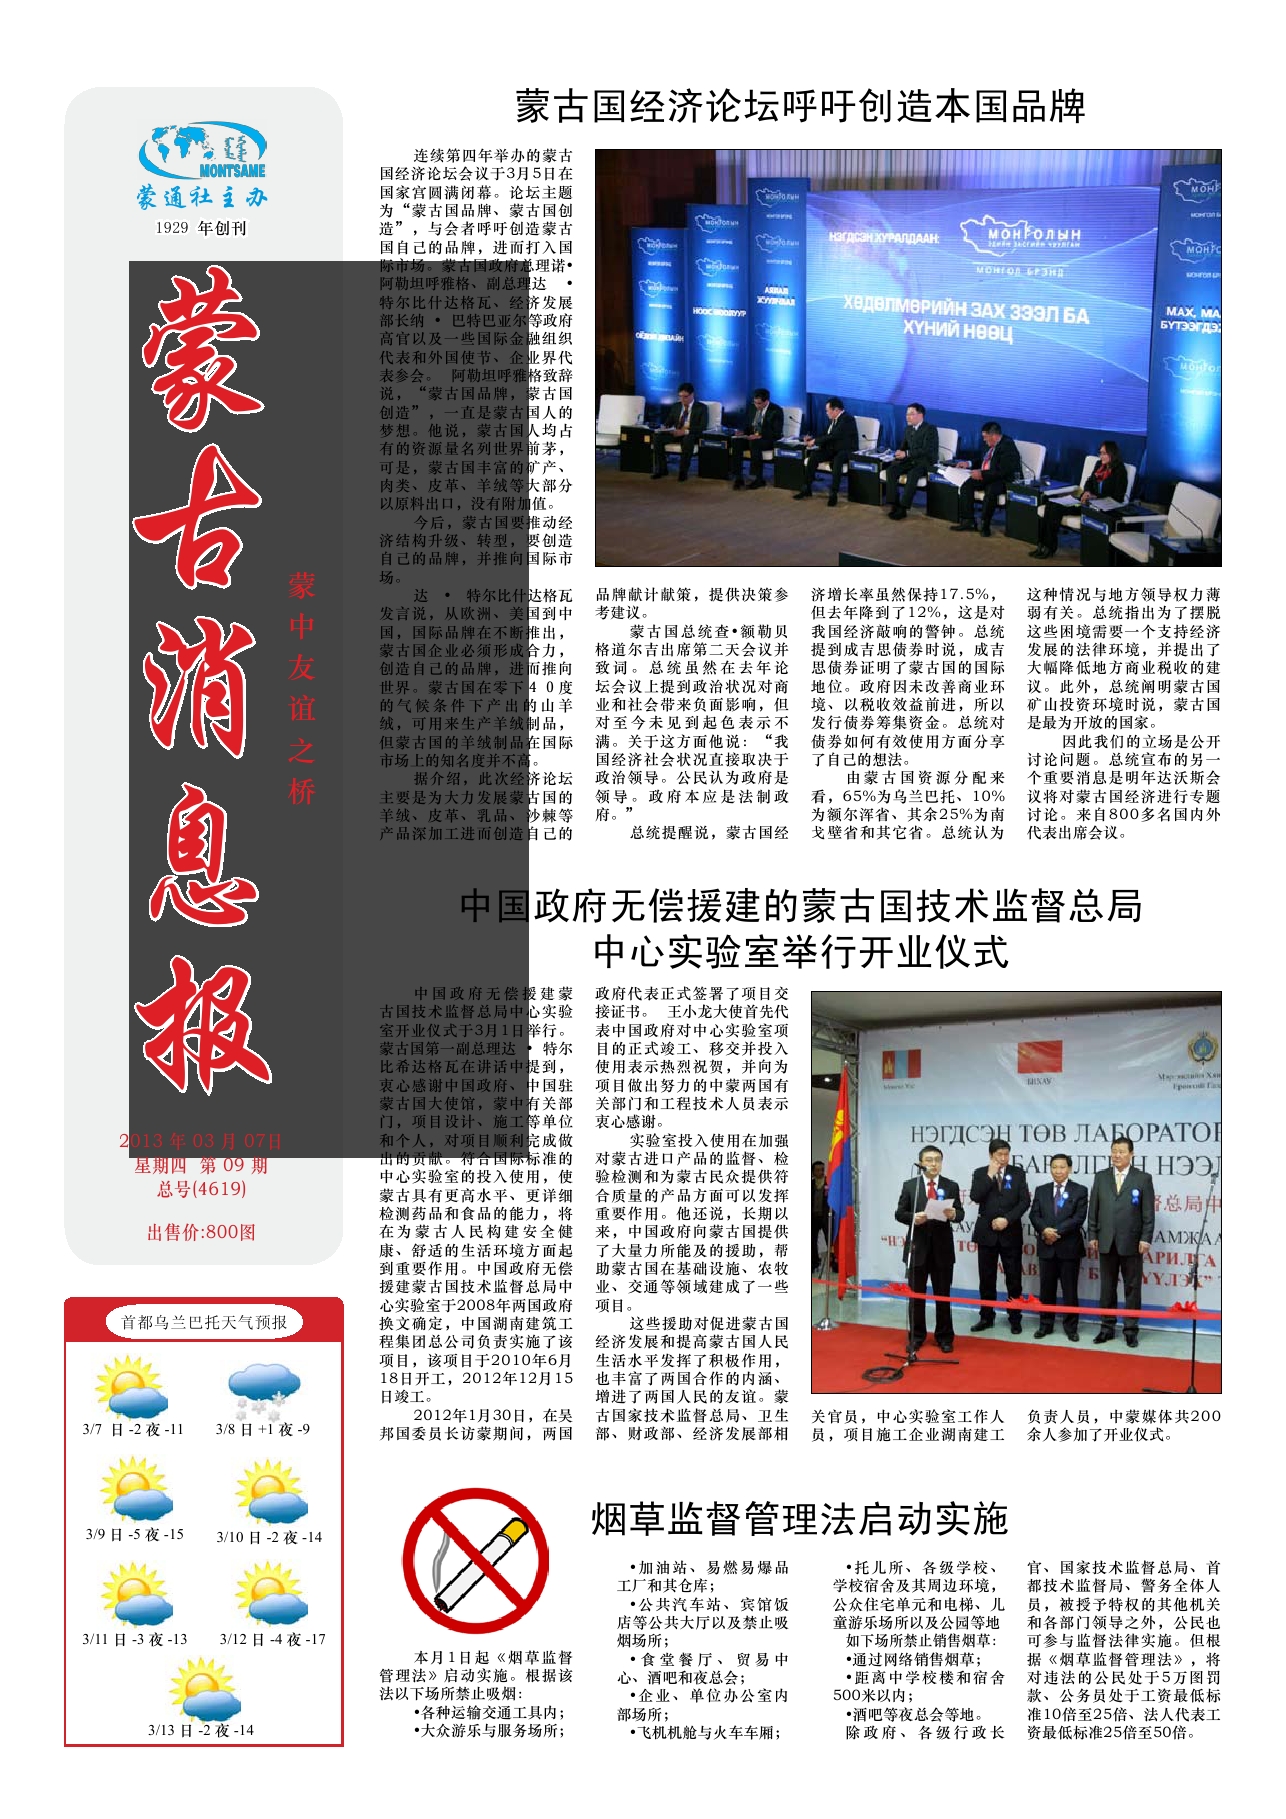 MONTSAME
蒙通社主办
1929 年创刊
蒙古消息报
蒙中友谊之桥
2013 年 03 月 07日
星期四 第 09 期
总号(4619)
出售价:800图
首都乌兰巴托天气预报
3/7 日 -2 夜 -11
3/8 日 +1 夜 -9
3/9 日 -5 夜 -15
3/10 日 -2 夜 -14
3/11 日 -3 夜 -13
3/12 日 -4 夜 -17
3/13 日 -2 夜 -14
蒙古国经济论坛呼吁创造本国品牌
连续第四年举办的蒙古
国经济论坛会议于3月5日在
国家宫圆满闭幕。论坛主题
为“蒙古国品牌、蒙古国创
造”，与会者呼吁创造蒙古
国自己的品牌，进而打入国
际市场。蒙古国政府总理诺•
阿勒坦呼雅格、副总理达 •
特尔比什达格瓦、经济发展
部长纳 • 巴特巴亚尔等政府
高官以及一些国际金融组织
代表和外国使节、企业界代
表参会。 阿勒坦呼雅格致辞
说，“蒙古国品牌，蒙古国
创造”，一直是蒙古国人的
梦想。他说，蒙古国人均占
有的资源量名列世界前茅，
可是，蒙古国丰富的矿产、
肉类、皮革、羊绒等大部分
以原料出口，没有附加值。
今后，蒙古国要推动经
济结构升级、转型，要创造
自己的品牌，并推向国际市
场。
达 • 特尔比什达格瓦
发言说，从欧洲、美国到中
国，国际品牌在不断推出，
蒙古国企业必须形成合力，
创造自己的品牌，进而推向
世界。蒙古国在零下４０度
的气候条件下产出的山羊
绒，可用来生产羊绒制品，
但蒙古国的羊绒制品在国际
市场上的知名度并不高。
据介绍，此次经济论坛
主要是为大力发展蒙古国的
羊绒、皮革、乳品、沙棘等
产品深加工进而创造自己的
НЭГДСЭН ХУРАЛДААН:
МОНГОЛЫН
ЭДИЙН ЗАСГИЙН ЧУУЛГАН
МОНГОЛ БРЭНД
ХӨДӨЛМӨРИЙН ЗАХ ЗЭЭЛ БА
ХҮНИЙ НӨӨЦ
品牌献计献策，提供决策参
考建议。
蒙古国总统查•额勒贝
格道尔吉出席第二天会议并
致词。总统虽然在去年论
坛会议上提到政治状况对商
业和社会带来负面影响，但
对至今未见到起色表示不
满。关于这方面他说：“我
国经济社会状况直接取决于
政治领导。公民认为政府是
领导。政府本应是法制政
府。”
总统提醒说，蒙古国经
济增长率虽然保持17.5%，
但去年降到了12%，这是对
我国经济敲响的警钟。总统
提到成吉思债券时说，成吉
思债券证明了蒙古国的国际
地位。政府因未改善商业环
境、以税收效益前进，所以
发行债券筹集资金。总统对
债券如何有效使用方面分享
了自己的想法。
由蒙古国资源分配来
看，65%为乌兰巴托、10%
为额尔浑省、其余25%为南
戈壁省和其它省。总统认为
这种情况与地方领导权力薄
弱有关。总统指出为了摆脱
这些困境需要一个支持经济
发展的法律环境，并提出了
大幅降低地方商业税收的建
议。此外，总统阐明蒙古国
矿山投资环境时说，蒙古国
是最为开放的国家。
因此我们的立场是公开
讨论问题。总统宣布的另一
个重要消息是明年达沃斯会
议将对蒙古国经济进行专题
讨论。来自800多名国内外
代表出席会议。
中国政府无偿援建的蒙古国技术监督总局
中心实验室举行开业仪式
中国政府无偿援建蒙
古国技术监督总局中心实验
室开业仪式于3月1日举行。
蒙古国第一副总理达 • 特尔
比希达格瓦在讲话中提到，
衷心感谢中国政府、中国驻
蒙古国大使馆，蒙中有关部
门，项目设计、施工等单位
和个人，对项目顺利完成做
出的贡献。符合国际标准的
中心实验室的投入使用，使
蒙古具有更高水平、更详细
检测药品和食品的能力，将
在为蒙古人民构建安全健
康、舒适的生活环境方面起
到重要作用。中国政府无偿
援建蒙古国技术监督总局中
心实验室于2008年两国政府
换文确定，中国湖南建筑工
程集团总公司负责实施了该
项目，该项目于2010年6月
18日开工，2012年12月15
日竣工。
2012年1月30日，在吴
邦国委员长访蒙期间，两国
政府代表正式签署了项目交
接证书。 王小龙大使首先代
表中国政府对中心实验室项
目的正式竣工、移交并投入
使用表示热烈祝贺，并向为
项目做出努力的中蒙两国有
关部门和工程技术人员表示
衷心感谢。
实验室投入使用在加强
对蒙古进口产品的监督、检
验检测和为蒙古民众提供符
合质量的产品方面可以发挥
重要作用。他还说，长期以
来，中国政府向蒙古国提供
了大量力所能及的援助，帮
助蒙古国在基础设施、农牧
业、交通等领域建成了一些
项目。
这些援助对促进蒙古国
经济发展和提高蒙古国人民
生活水平发挥了积极作用，
也丰富了两国合作的内涵、
增进了两国人民的友谊。蒙
古国家技术监督总局、卫生
部、财政部、经济发展部相
БНХАУ
НЭГДСЭН ТӨВ ЛАБОРАТОР
关官员，中心实验室工作人
员，项目施工企业湖南建工
负责人员，中蒙媒体共200
余人参加了开业仪式。
烟草监督管理法启动实施
本月1日起《烟草监督
管理法》启动实施。根据该
法以下场所禁止吸烟:
•各种运输交通工具内；
•大众游乐与服务场所；
•加油站、易燃易爆品
工厂和其仓库；
•公共汽车站、宾馆饭
店等公共大厅以及禁止吸
烟场所；
•食堂餐厅、贸易中
心、酒吧和夜总会；
•企业、单位办公室内
部场所；
•飞机机舱与火车车厢；
•托儿所、各级学校、
学校宿舍及其周边环境，
公众住宅单元和电梯、儿
童游乐场所以及公园等地
如下场所禁止销售烟草:
•通过网络销售烟草；
•距离中学校楼和宿舍
500米以内；
•酒吧等夜总会等地。
除政府、各级行政长
官、国家技术监督总局、首
都技术监督局、警务全体人
员，被授予特权的其他机关
和各部门领导之外，公民也
可参与监督法律实施。但根
据《烟草监督管理法》，将
对违法的公民处于5万图罚
款、公务员处于工资最低标
准10倍至25倍、法人代表工
资最低标准25倍至50倍。